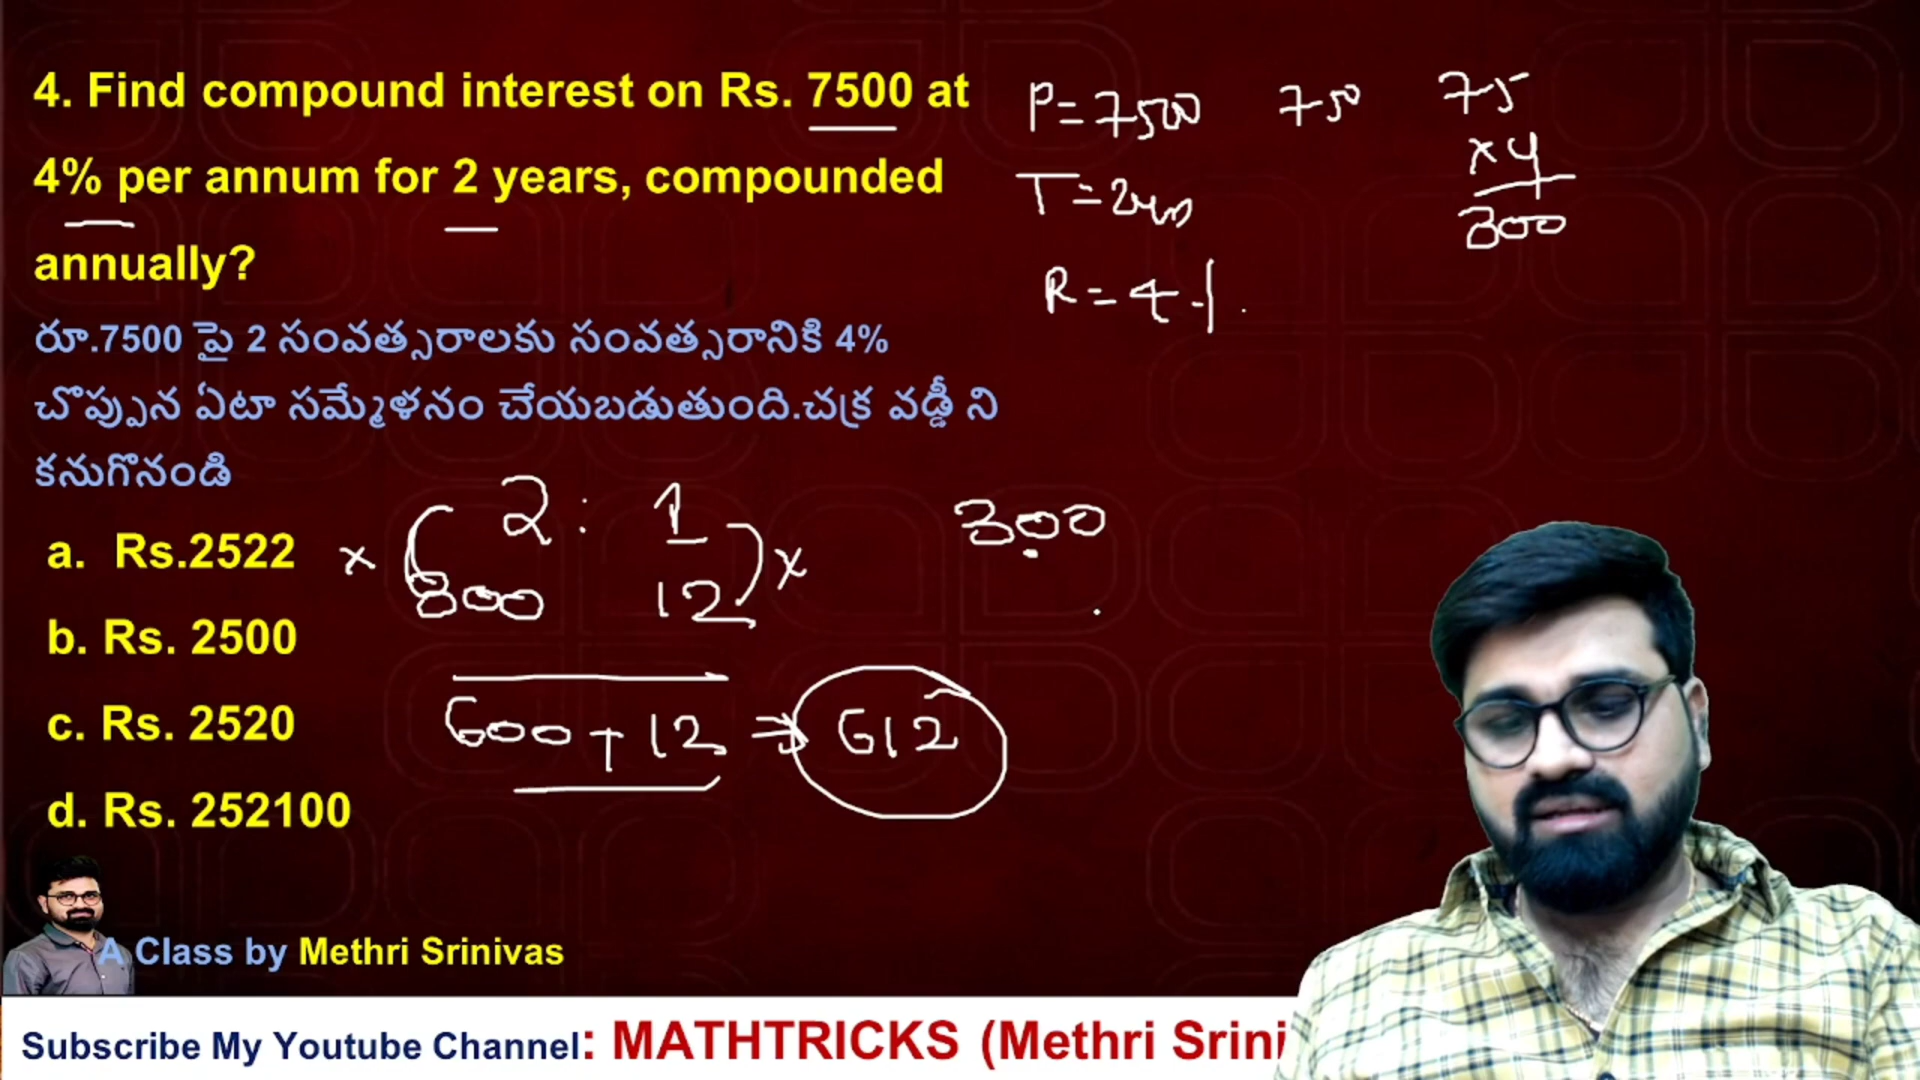 4. Find compound interest on Rs. 7500 at
4% per annum for 2 years, compounded
annually?
రూ.7500 పై 2 సంవత్సరాలకు సంవత్సరానికి 4%
చొప్పున ఏటా సమ్మేళనం చేయబడుతుంది.చక్ర వడ్డీ ని
కనుగొనండి
a. Rs.2522
b. Rs. 2500
c. Rs. 2520
d. Rs. 252100
P=7500
T=2
R=4%
750
75
×4
300
2 : 1
× (300 12) ×
600+12 ⇒ 612
300
A Class by Methri Srinivas
Subscribe My Youtube Channel: MATHTRICKS (Methri Srini